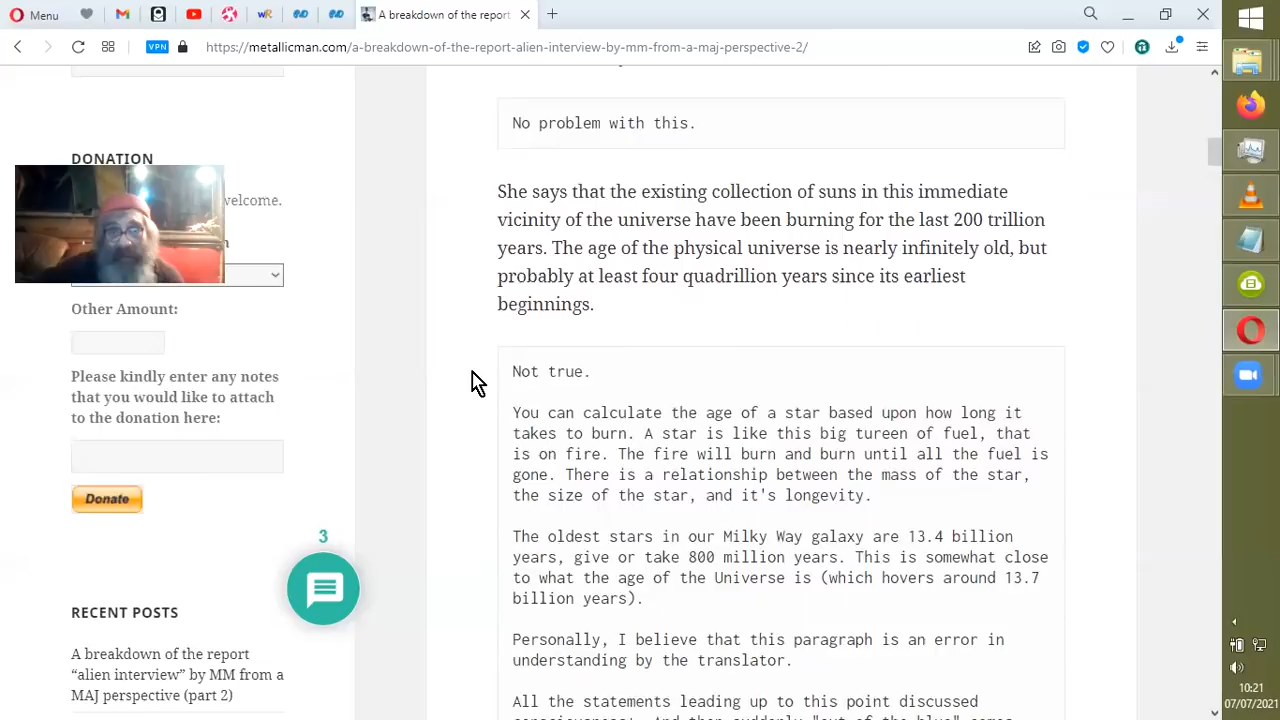 Menu
A breakdown of the report
VPN
https://metallicman.com/a-breakdown-of-the-report-alien-interview-by-mm-from-a-maj-perspective-2/
No problem with this.
DONATION
welcome.
She says that the existing collection of suns in this immediate
vicinity of the universe have been burning for the last 200 trillion
years. The age of the physical universe is nearly infinitely old, but
probably at least four quadrillion years since its earliest
beginnings.
Other Amount:
Please kindly enter any notes
that you would like to attach
to the donation here:
Donate
Not true.
You can calculate the age of a star based upon how long it
takes to burn. A star is like this big tureen of fuel, that
is on fire. The fire will burn and burn until all the fuel is
gone. There is a relationship between the mass of the star,
the size of the star, and it's longevity.
3
The oldest stars in our Milky Way galaxy are 13.4 billion
years, give or take 800 million years. This is somewhat close
to what the age of the Universe is (which hovers around 13.7
billion years).
RECENT POSTS
A breakdown of the report
“alien interview” by MM from a
MAJ perspective (part 2)
Personally, I believe that this paragraph is an error in
understanding by the translator.
All the statements leading up to this point discussed
10:21
07/07/2021